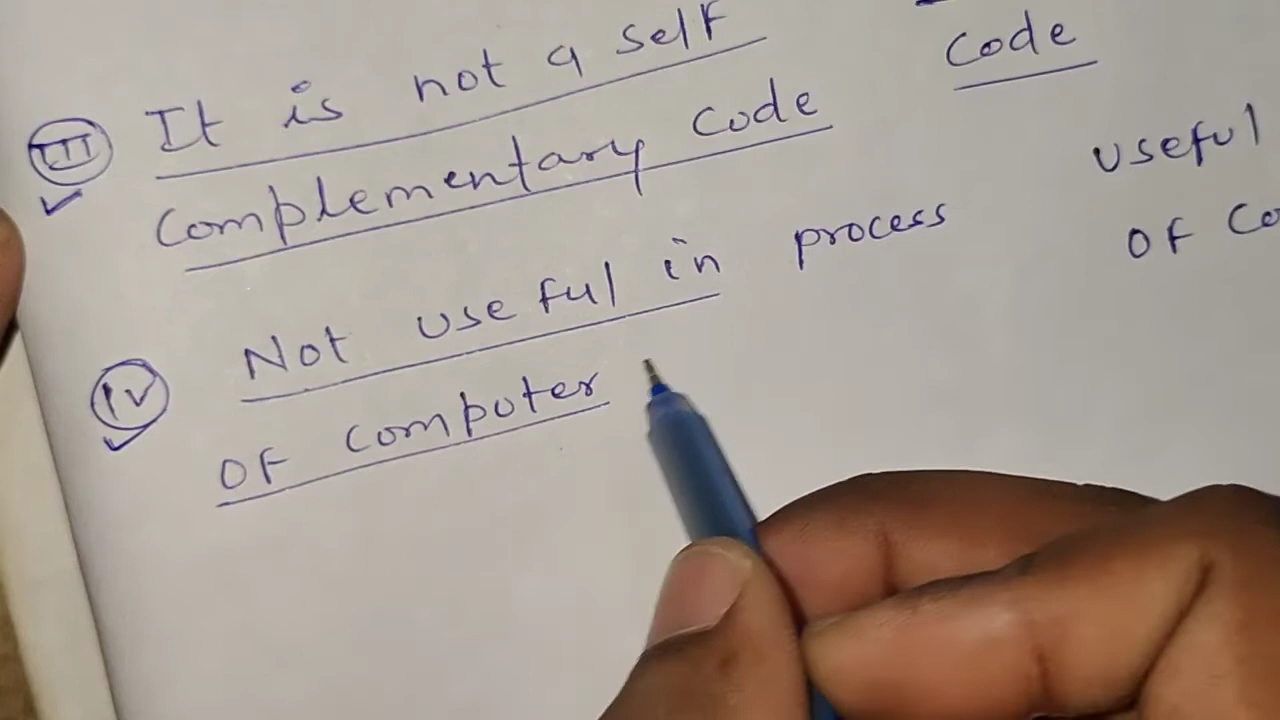 III It is not a self
complementary code
IV Not useful in process
OF computer
code
useful
OF Co